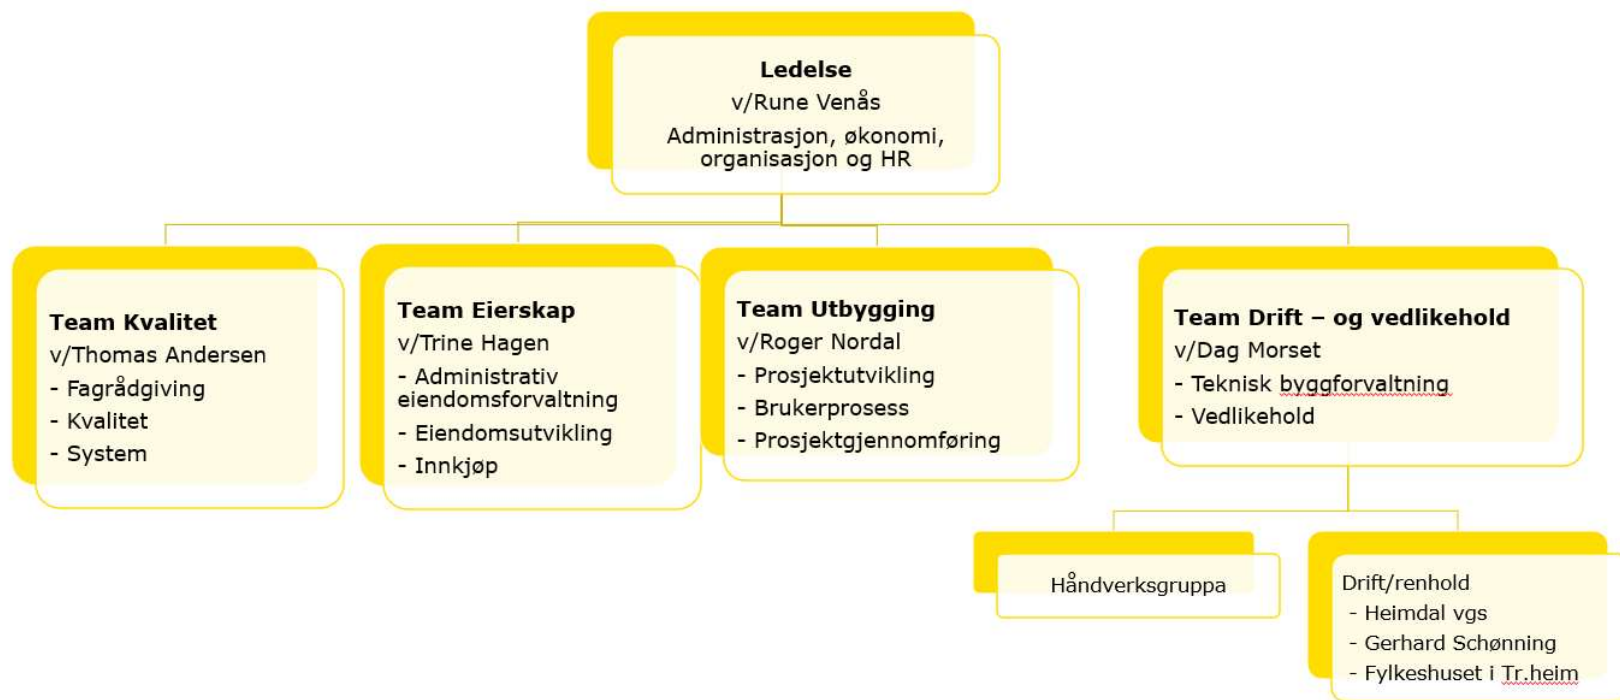 Ledelse
v/Rune Venås
Administrasjon, økonomi,
organisasjon og HR
Team Kvalitet
v/Thomas Andersen
- Fagrådgiving
- Kvalitet
- System
Team Eierskap
v/Trine Hagen
- Administrativ
eiendomsforvaltning
- Eiendomsutvikling
- Innkjøp
Team Utbygging
v/Roger Nordal
- Prosjektutvikling
- Brukerprosess
- Prosjektgjennomføring
Team Drift – og vedlikehold
v/Dag Morset
- Teknisk byggforvaltning
- Vedlikehold
Håndverksgruppa
Drift/renhold
- Heimdal vgs
- Gerhard Schønning
- Fylkeshuset i Tr.heim